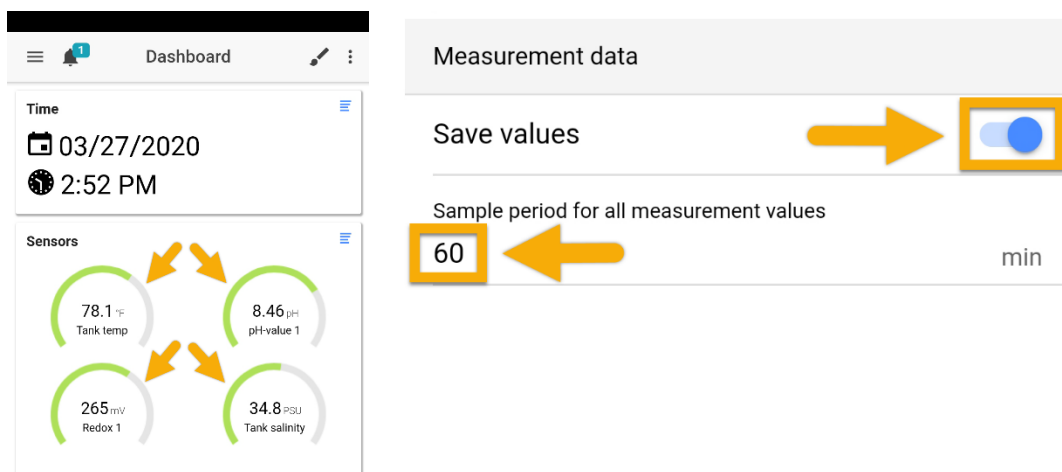 1
Dashboard
Time
03/27/2020
2:52 PM
Sensors
78.1 °F
Tank temp
8.46 pH
pH-value 1
265 mV
Redox 1
34.8 PSU
Tank salinity
Measurement data
Save values
Sample period for all measurement values
60 min